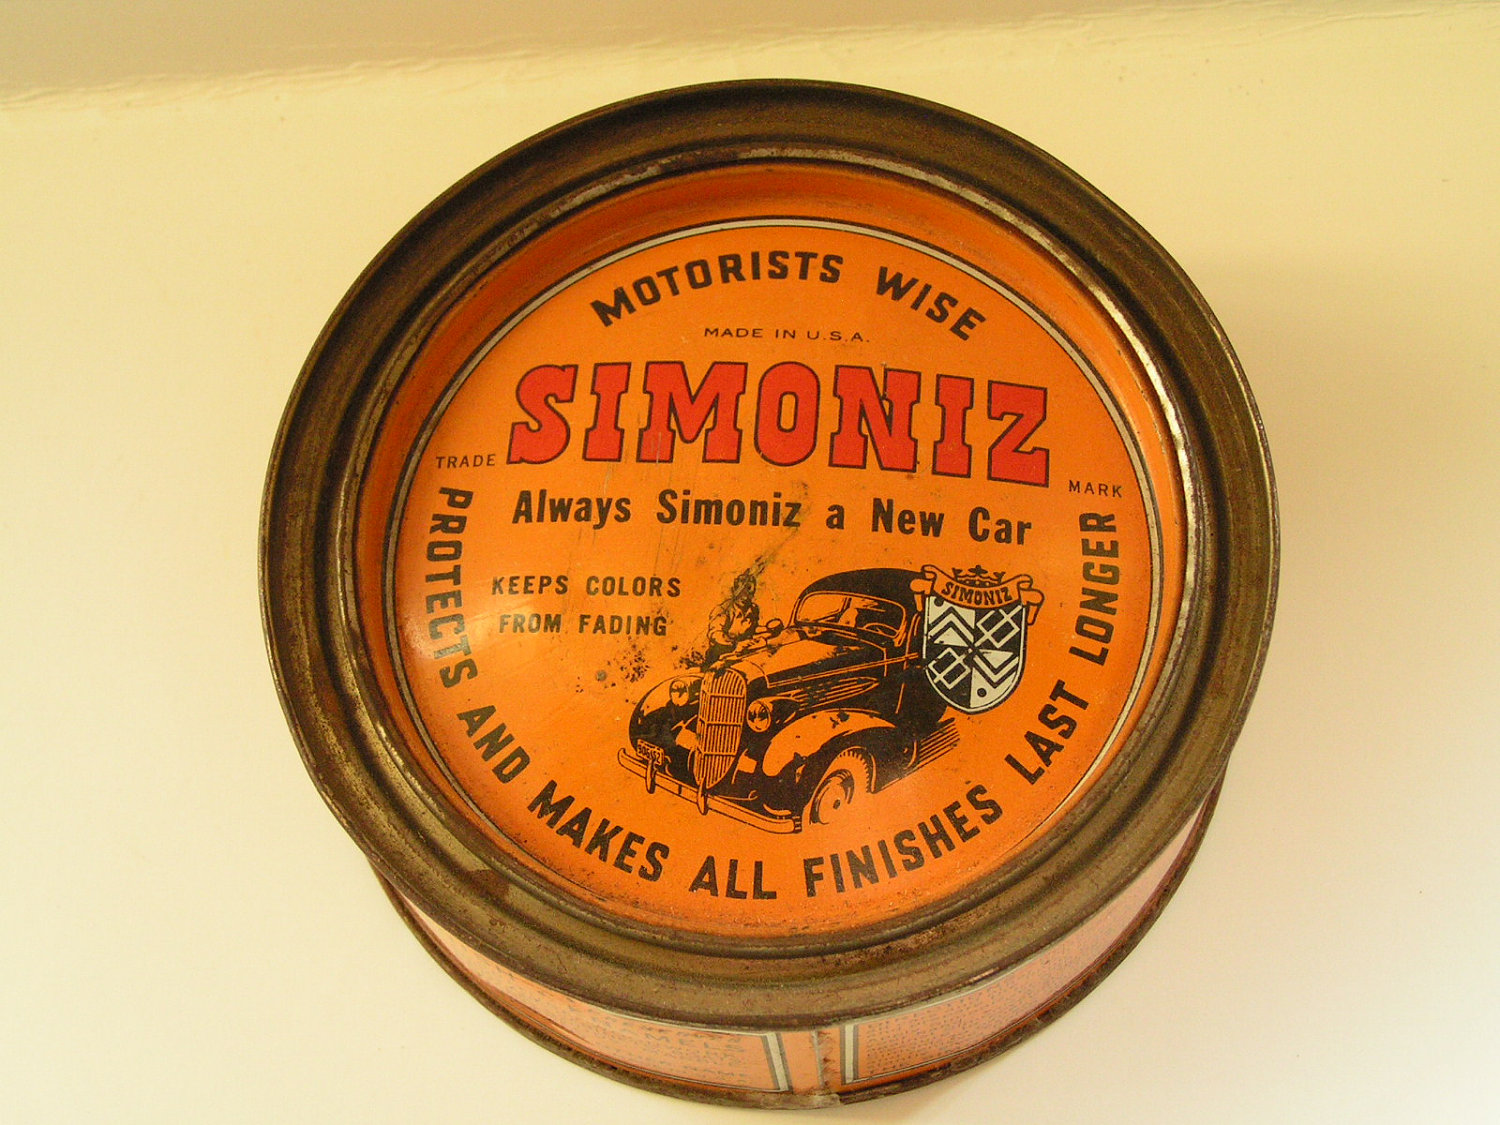 MOTORISTS WISE
MADE IN U.S.A.
SIMONIZ
TRADE MARK
Always Simoniz a New Car
KEEPS COLORS
FROM FADING
SIMONIZ
PROTECTS AND MAKES ALL FINISHES LAST LONGER